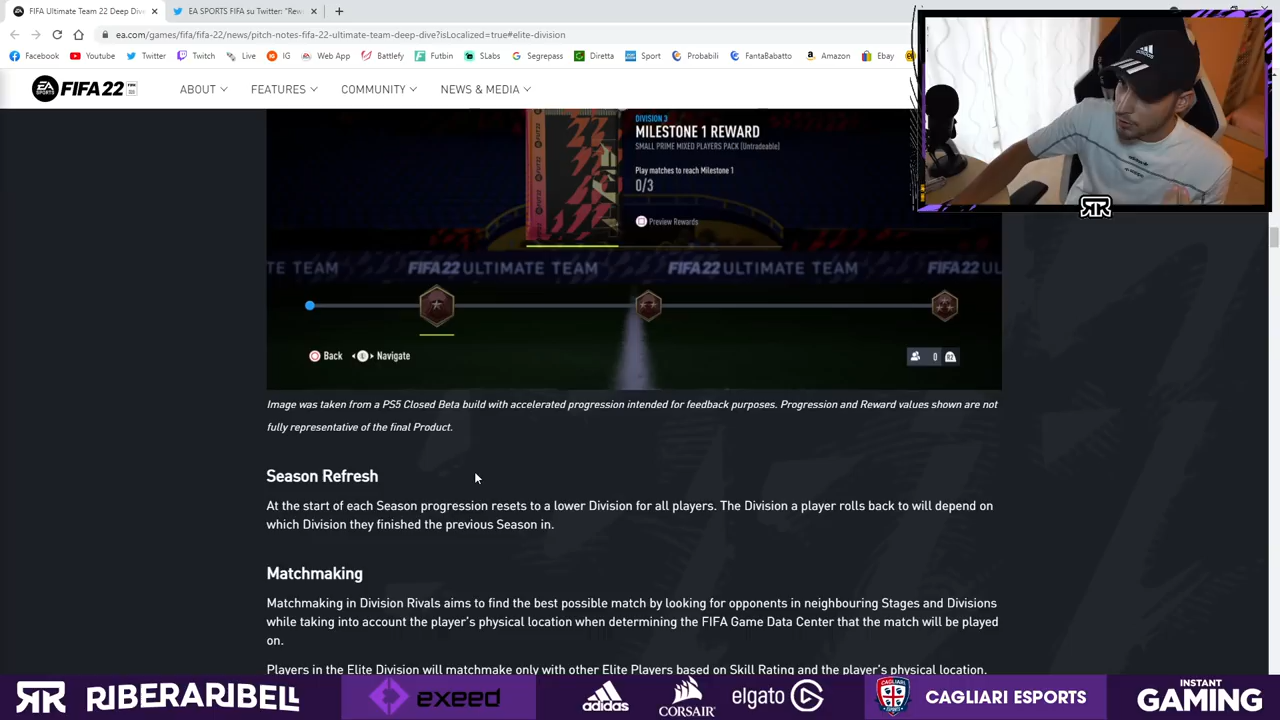 FIFA Ultimate Team 22 Deep Div
EA SPORTS FIFA su Twitter: "Rew
ea.com/games/fifa/fifa-22/news/pitch-notes-fifa-22-ultimate-team-deep-dive?isLocalized=true#elite-division
Facebook Youtube Twitter Twitch Live IG Web App Battlefy Futbin SLabs Segrepass Diretta Probabili FantaBabatto Amazon Ebay
EA SPORTS FIFA 22 ABOUT FEATURES COMMUNITY NEWS & MEDIA
DIVISION 3
MILESTONE 1 REWARD
SMALL PRIME MIXED PLAYERS PACK (Untradeable)
Play matches to reach Milestone 1
0/3
Preview Rewards
TE TEAM FIFA22 ULTIMATE TEAM FIFA22 ULTIMATE TEAM FIFA22 U
Back Navigate 0 R2
Image was taken from a PS5 Closed Beta build with accelerated progression intended for feedback purposes. Progression and Reward values shown are not
fully representative of the final Product.
Season Refresh
At the start of each Season progression resets to a lower Division for all players. The Division a player rolls back to will depend on
which Division they finished the previous Season in.
Matchmaking
Matchmaking in Division Rivals aims to find the best possible match by looking for opponents in neighbouring Stages and Divisions
while taking into account the player's physical location when determining the FIFA Game Data Center that the match will be played
on.
Players in the Elite Division will matchmake only with other Elite Players based on Skill Rating and the player's physical location.
RR RIBERARIBELL exeed adidas CORSAIR elgato CAGLIARI ESPORTS INSTANT GAMING